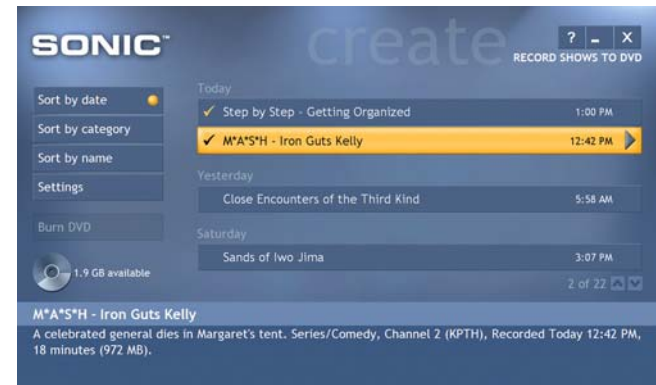 SONIC™
create
? _ X
RECORD SHOWS TO DVD
Sort by date
Sort by category
Sort by name
Settings
Burn DVD
1.9 GB available
Today
Step by Step - Getting Organized 1:00 PM
M*A*S*H - Iron Guts Kelly 12:42 PM
Yesterday
Close Encounters of the Third Kind 5:58 AM
Saturday
Sands of Iwo Jima 3:07 PM
2 of 22
M*A*S*H - Iron Guts Kelly
A celebrated general dies in Margaret's tent. Series/Comedy, Channel 2 (KPTH), Recorded Today 12:42 PM,
18 minutes (972 MB).